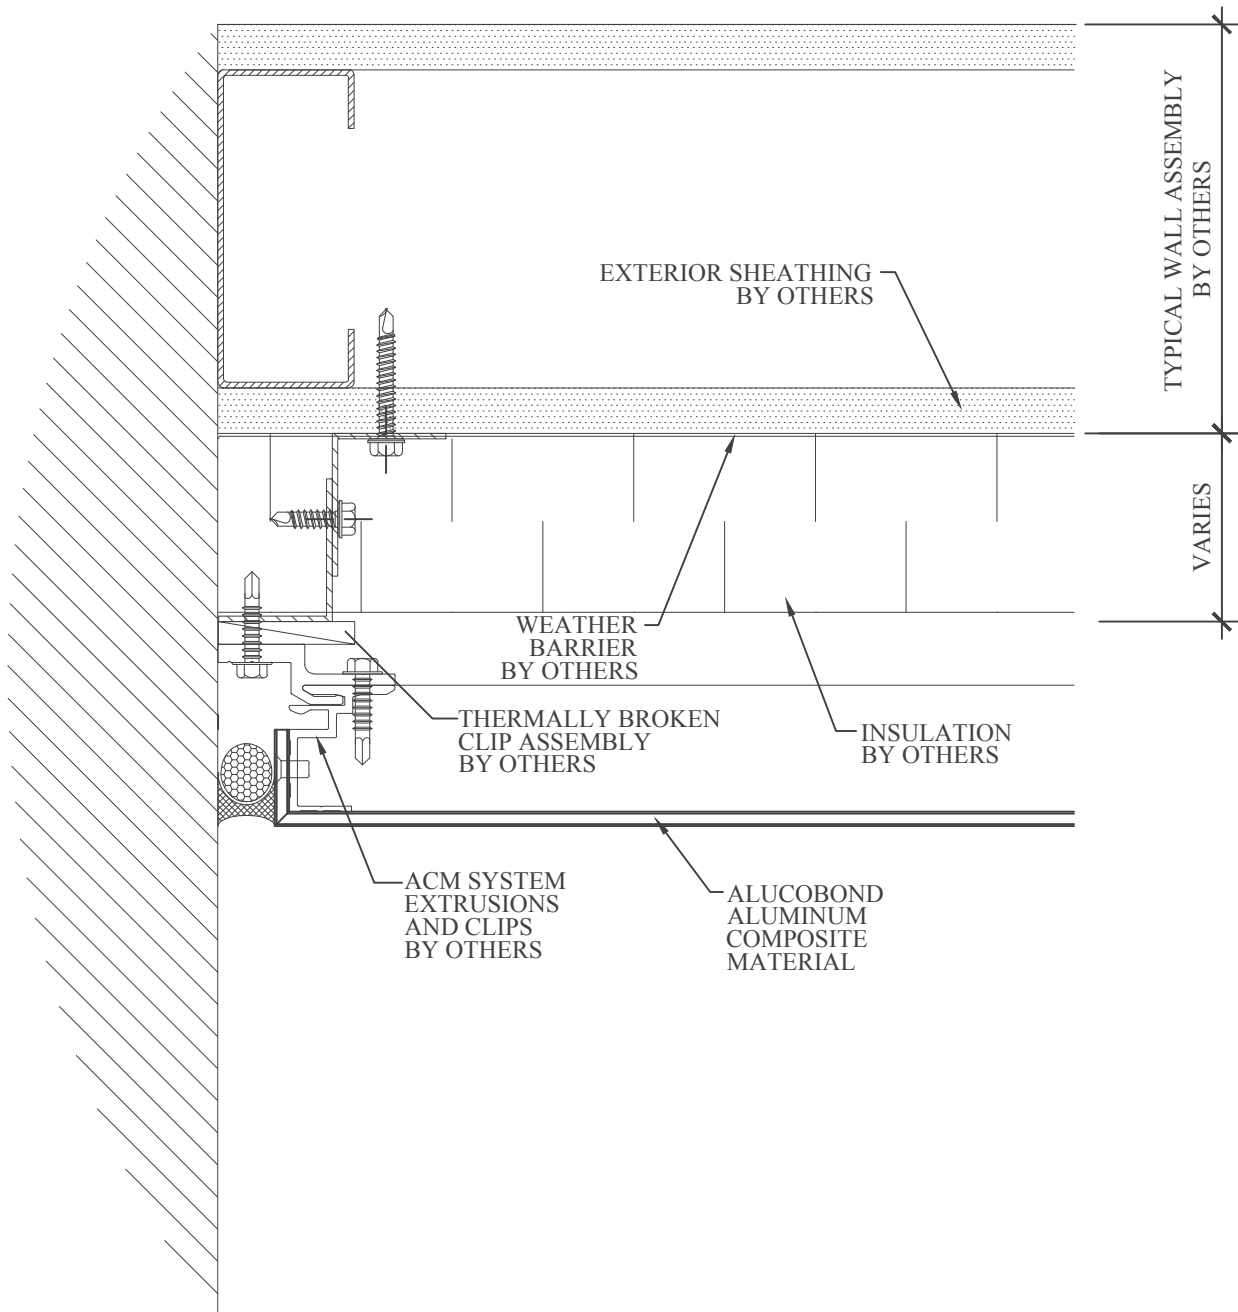 EXTERIOR SHEATHING
BY OTHERS
TYPICAL WALL ASSEMBLY
BY OTHERS
VARIES
WEATHER
BARRIER
BY OTHERS
THERMALLY BROKEN
CLIP ASSEMBLY
BY OTHERS
INSULATION
BY OTHERS
ACM SYSTEM
EXTRUSIONS
AND CLIPS
BY OTHERS
ALUCOBOND
ALUMINUM
COMPOSITE
MATERIAL